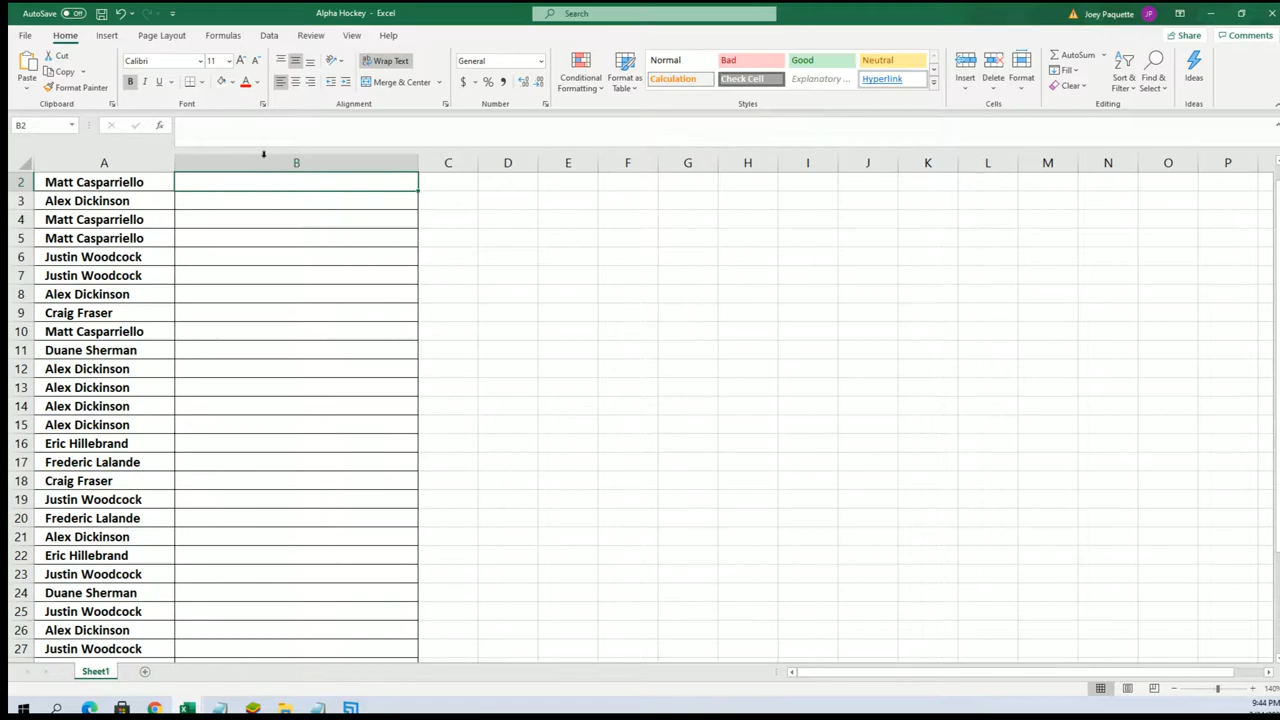 AutoSave Off Alpha Hockey - Excel Search Joey Paquette JP
File Home Insert Page Layout Formulas Data Review View Help Share Comments
Paste Cut Copy Format Painter Clipboard
Calibri 11 B I U A Font
Wrap Text Merge & Center Alignment
General $ % Number
Conditional Formatting Format as Table Normal Bad Good Neutral Calculation Check Cell Explanatory ... Hyperlink Styles
Insert Delete Format Cells
AutoSum Fill Clear Sort & Filter Find & Select Editing
Ideas Ideas
B2 fx
A B C D E F G H I J K L M N O P
2 Matt Casparriello
3 Alex Dickinson
4 Matt Casparriello
5 Matt Casparriello
6 Justin Woodcock
7 Justin Woodcock
8 Alex Dickinson
9 Craig Fraser
10 Matt Casparriello
11 Duane Sherman
12 Alex Dickinson
13 Alex Dickinson
14 Alex Dickinson
15 Alex Dickinson
16 Eric Hillebrand
17 Frederic Lalande
18 Craig Fraser
19 Justin Woodcock
20 Frederic Lalande
21 Alex Dickinson
22 Eric Hillebrand
23 Justin Woodcock
24 Duane Sherman
25 Justin Woodcock
26 Alex Dickinson
27 Justin Woodcock
Sheet1
140%
9:44 PM